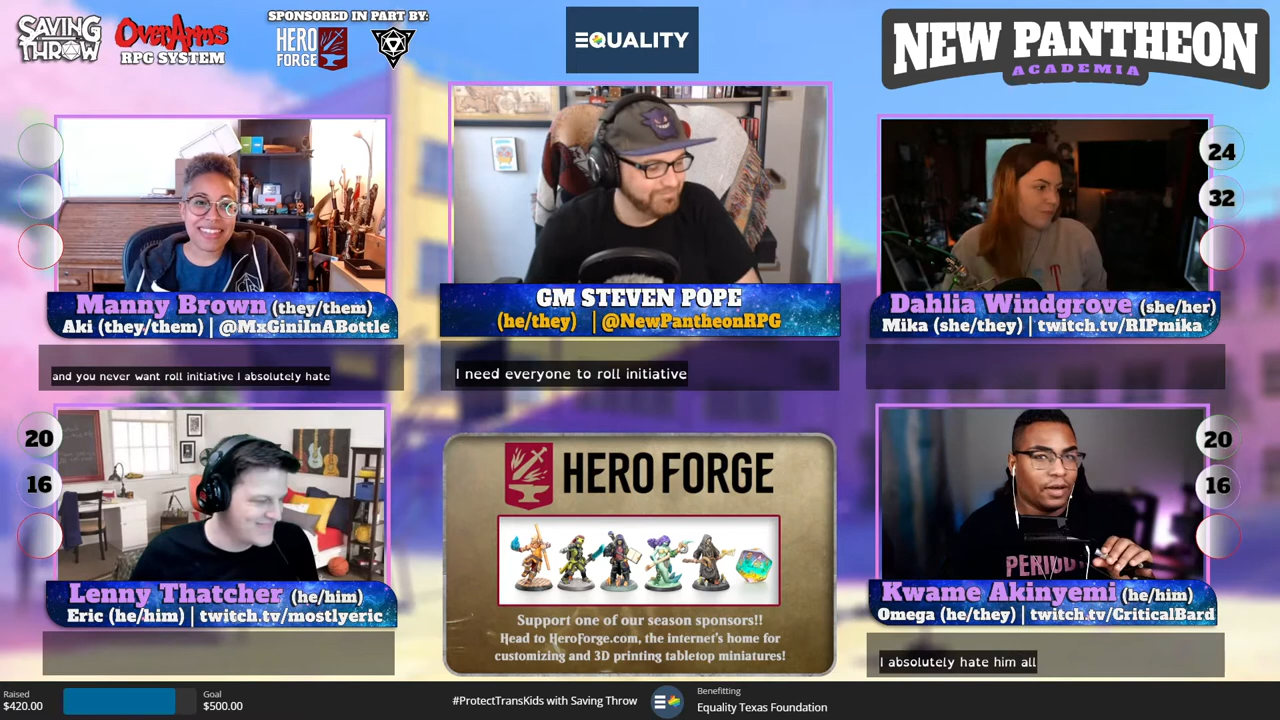 SAVING
THROW
OVERARMS
RPG SYSTEM
SPONSORED IN PART BY:
HERO
FORGE
EQUALITY
NEW PANTHEON
ACADEMIA
24
32
Manny Brown (they/them)
Aki (they/them) | @MxGiniInABottle
and you never want roll initiative I absolutely hate
GM STEVEN POPE
(he/they) | @NewPantheonRPG
I need everyone to roll initiative
Dahlia Windgrove (she/her)
Mika (she/they) | twitch.tv/RIPmika
20
16
Lenny Thatcher (he/him)
Eric (he/him) | twitch.tv/mostlyeric
HERO FORGE
Support one of our season sponsors!!
Head to HeroForge.com, the internet's home for
customizing and 3D printing tabletop miniatures!
20
16
PERIODT
Kwame Akinyemi (he/him)
Omega (he/they) | twitch.tv/CriticalBard
I absolutely hate him all
Raised
$420.00
Goal
$500.00
#ProtectTransKids with Saving Throw
Benefitting
Equality Texas Foundation